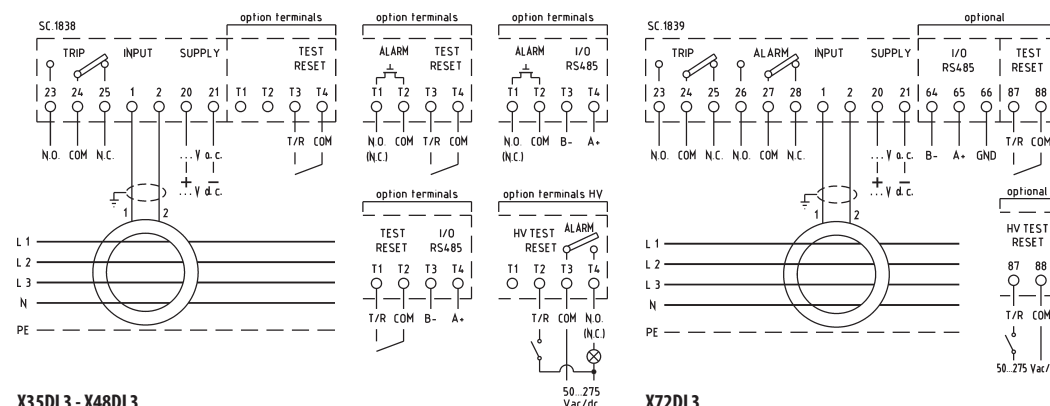 SC.1838
option terminals
TRIP INPUT SUPPLY TEST
RESET
23 24 25 1 2 20 21 T1 T2 T3 T4
N.O. COM N.C. ... V a.c. T/R COM
+ −
... V d.c.
1 2
L 1
L 2
L 3
N
PE
option terminals
ALARM TEST
RESET
T1 T2 T3 T4
N.O. COM T/R COM
(N.C.)
option terminals
ALARM I/O
RS485
T1 T2 T3 T4
N.O. COM B- A+
(N.C.)
option terminals
TEST I/O
RESET RS485
T1 T2 T3 T4
T/R COM B- A+
option terminals HV
HV TEST ALARM
RESET
T1 T2 T3 T4
T/R COM N.O.
(N.C.)
50...275
Vac/dc
X35DL3 - X48DL3
SC.1839
optional
TRIP ALARM INPUT SUPPLY I/O TEST
RS485 RESET
23 24 25 26 27 28 1 2 20 21 64 65 66 87 88
N.O. COM N.C. N.O. COM N.C. ... V a.c. B- A+ GND T/R COM
+ −
... V d.c.
1 2
L 1
L 2
L 3
N
PE
optional
HV TEST
RESET
87 88
T/R COM
50...275 Vac/
X72DL3